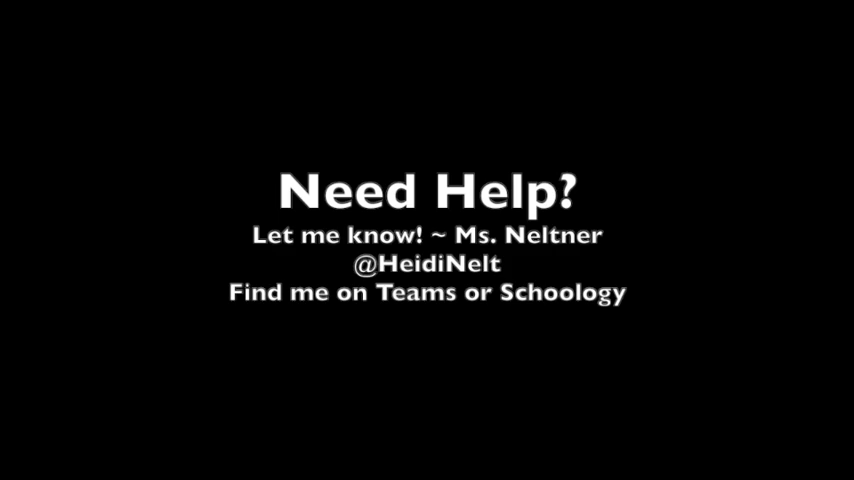 Need Help?
Let me know! ~ Ms. Neltner
@HeidiNelt
Find me on Teams or Schoology